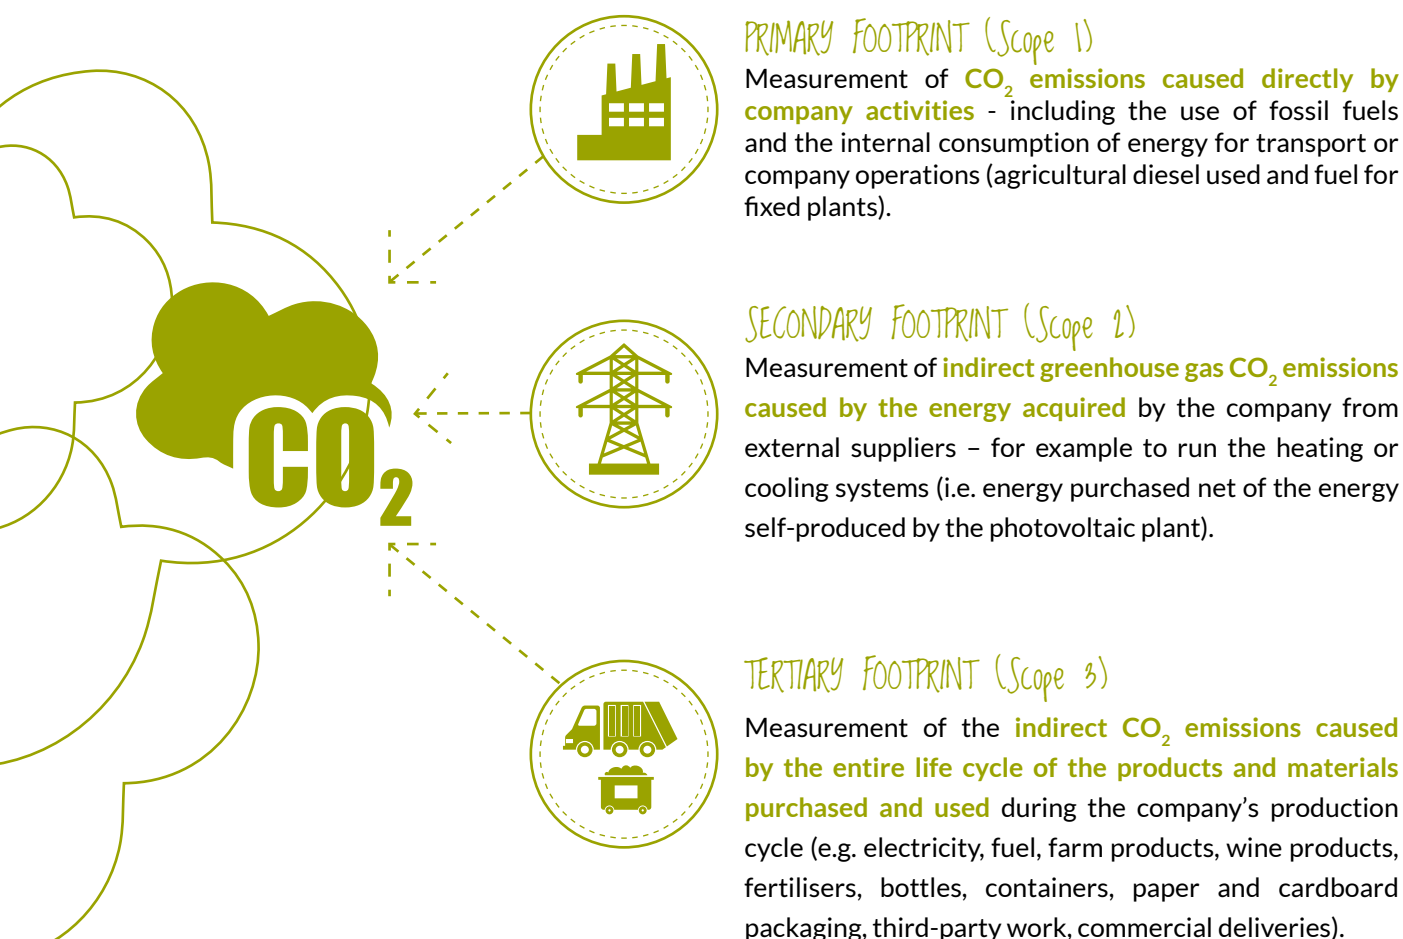 PRIMARY FOOTPRINT (Scope 1)
Measurement of CO2 emissions caused directly by
company activities - including the use of fossil fuels
and the internal consumption of energy for transport or
company operations (agricultural diesel used and fuel for
fixed plants).
SECONDARY FOOTPRINT (Scope 2)
Measurement of indirect greenhouse gas CO2 emissions
caused by the energy acquired by the company from
external suppliers – for example to run the heating or
cooling systems (i.e. energy purchased net of the energy
self-produced by the photovoltaic plant).
CO2
TERTIARY FOOTPRINT (Scope 3)
Measurement of the indirect CO2 emissions caused
by the entire life cycle of the products and materials
purchased and used during the company’s production
cycle (e.g. electricity, fuel, farm products, wine products,
fertilisers, bottles, containers, paper and cardboard
packaging, third-party work, commercial deliveries).